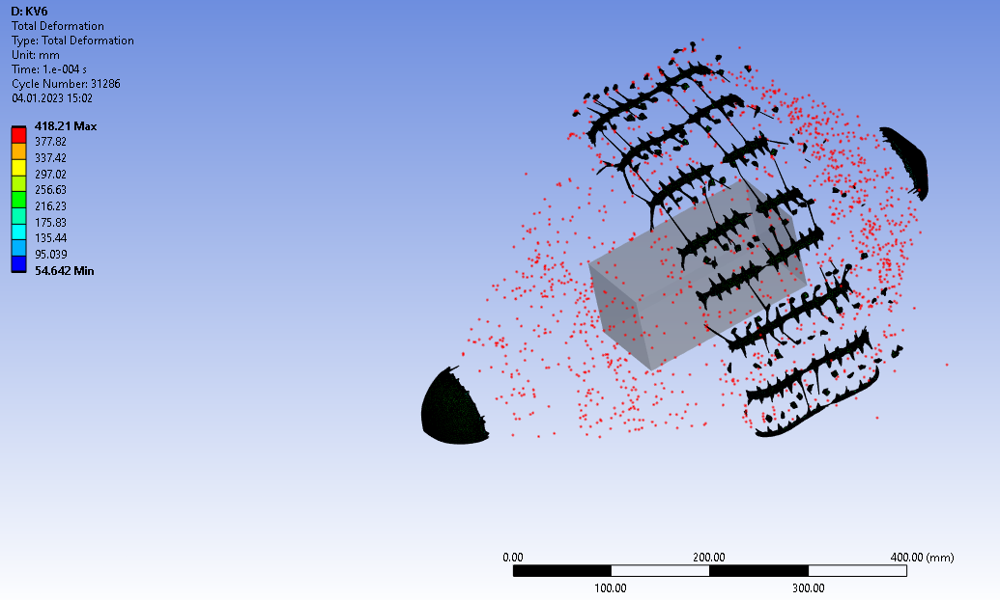 D: KV6
Total Deformation
Type: Total Deformation
Unit: mm
Time: 1.e-004 s
Cycle Number: 31286
04.01.2023 15:02
418.21 Max
377.82
337.42
297.02
256.63
216.23
175.83
135.44
95.039
54.642 Min
0.00 200.00 400.00 (mm)
100.00 300.00